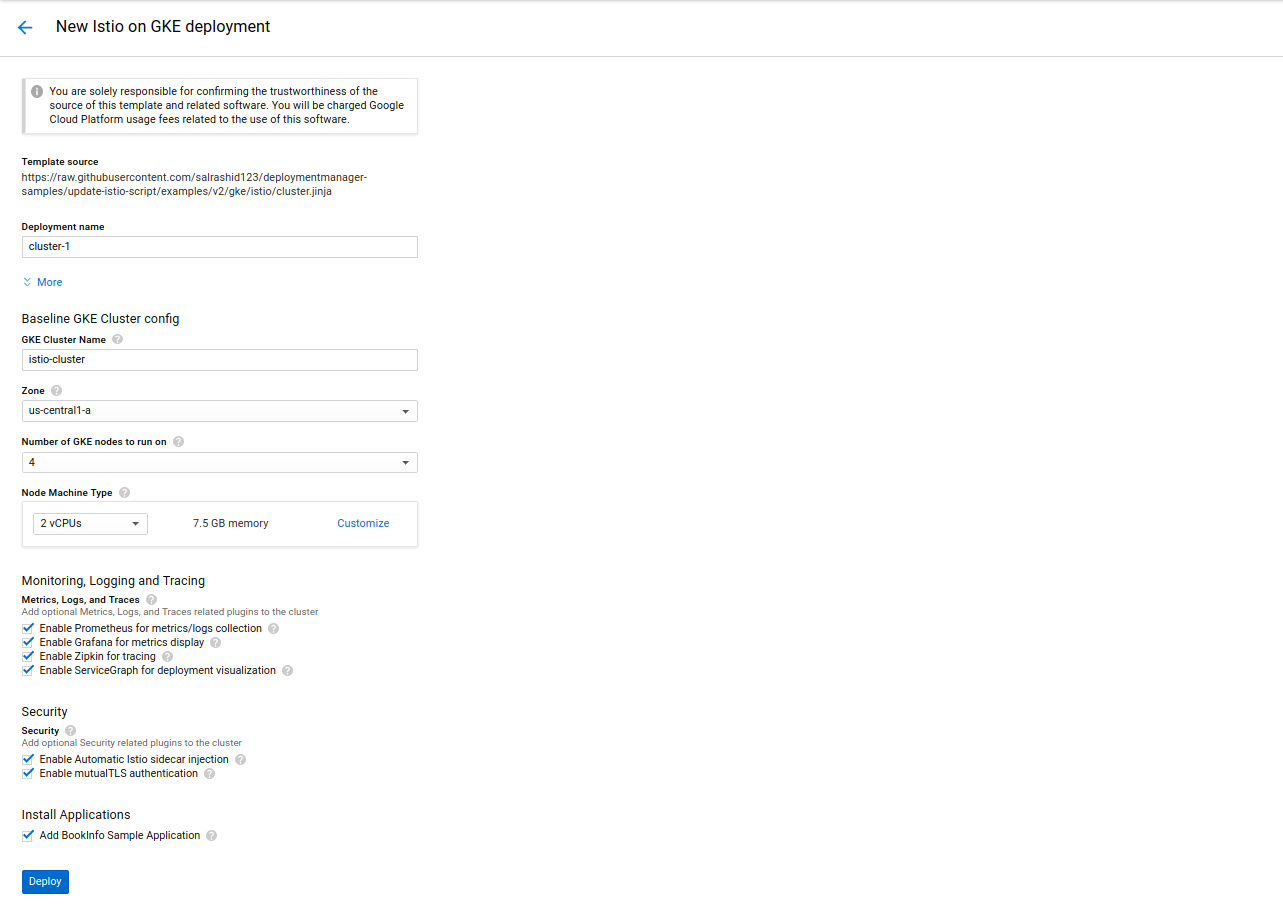 New Istio on GKE deployment
You are solely responsible for confirming the trustworthiness of the
source of this template and related software. You will be charged Google
Cloud Platform usage fees related to the use of this software.
Template source
https://raw.githubusercontent.com/salrashid123/deploymentmanager-
samples/update-istio-script/examples/v2/gke/istio/cluster.jinja
Deployment name
cluster-1
More
Baseline GKE Cluster config
GKE Cluster Name
istio-cluster
Zone
us-central1-a
Number of GKE nodes to run on
4
Node Machine Type
2 vCPUs 7.5 GB memory Customize
Monitoring, Logging and Tracing
Metrics, Logs, and Traces
Add optional Metrics, Logs, and Traces related plugins to the cluster
Enable Prometheus for metrics/logs collection
Enable Grafana for metrics display
Enable Zipkin for tracing
Enable ServiceGraph for deployment visualization
Security
Security
Add optional Security related plugins to the cluster
Enable Automatic Istio sidecar injection
Enable mutualTLS authentication
Install Applications
Add BookInfo Sample Application
Deploy